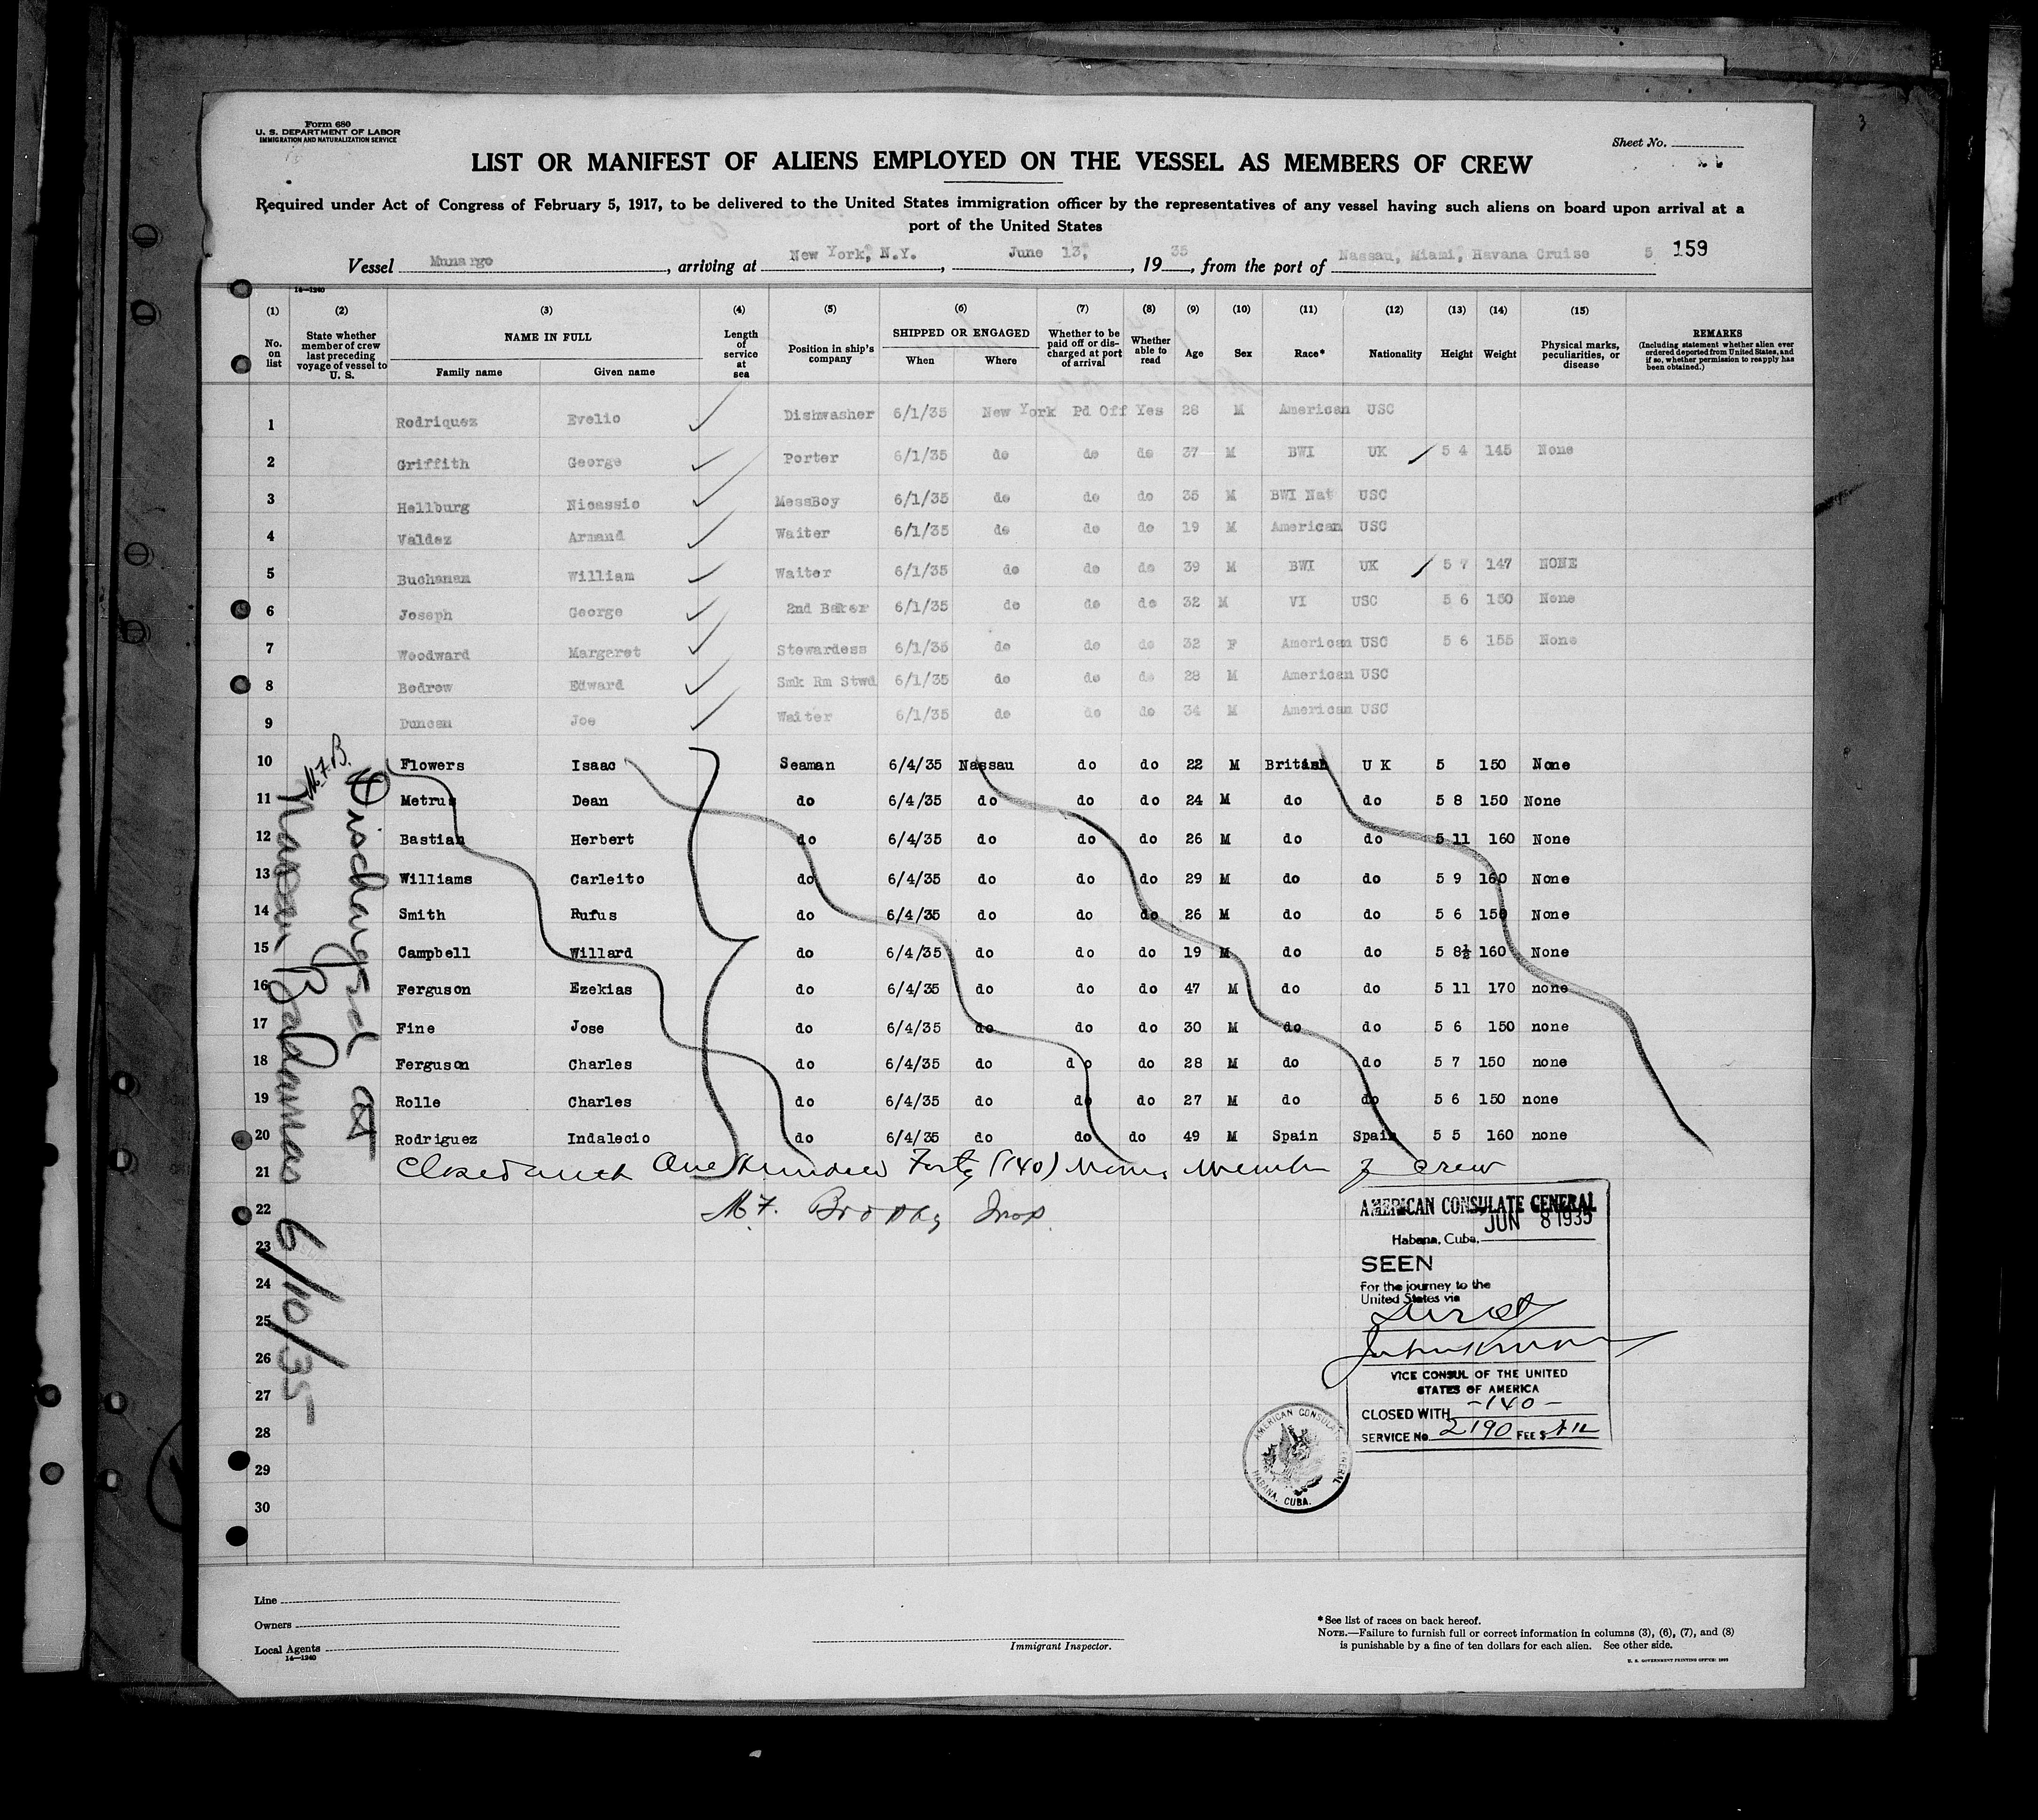 Form 680
U. S. DEPARTMENT OF LABOR
IMMIGRATION AND NATURALIZATION SERVICE
Sheet No.
LIST OR MANIFEST OF ALIENS EMPLOYED ON THE VESSEL AS MEMBERS OF CREW
Required under Act of Congress of February 5, 1917, to be delivered to the United States immigration officer by the representatives of any vessel having such aliens on board upon arrival at a
port of the United States
Vessel Munargo, arriving at New York, N.Y., June 13, 1935, from the port of Nassau, Miami, Havana Cruise 5 159
14—1240
(1) (2) (3) (4) (5) (6) (7) (8) (9) (10) (11) (12) (13) (14) (15)
No. on list
State whether member of crew last preceding voyage of vessel to U. S.
NAME IN FULL
Family name Given name
Length of service at sea
Position in ship's company
SHIPPED OR ENGAGED
When Where
Whether to be paid off or discharged at port of arrival
Whether able to read
Age Sex Race* Nationality Height Weight
Physical marks, peculiarities, or disease
REMARKS
(Including statement whether alien ever ordered deported from United States, and if so, whether permission to reapply has been obtained.)
1 Rodriquez Evelio Dishwasher 6/1/35 New York Pd Off Yes 28 M American USC
2 Griffith George Porter 6/1/35 do do do 37 M BWI UK 5 4 145 None
3 Hellburg Nicassio MessBoy 6/1/35 do do do 35 M BWI Nat USC
4 Valdez Armand Waiter 6/1/35 do do do 19 M American USC
5 Buchanan William Waiter 6/1/35 do do do 39 M BWI UK 5 7 147 NONE
6 Joseph George 2nd Baker 6/1/35 do do do 32 M VI USC 5 6 150 None
7 Woodward Margaret Stewardess 6/1/35 do do do 32 F American USC 5 6 155 None
8 Bedrow Edward Smk Rm Stwd 6/1/35 do do do 28 M American USC
9 Duncan Joe Waiter 6/1/35 do do do 34 M American USC
10 Flowers Isaac Seaman 6/4/35 Nassau do do 22 M British U K 5 150 None
11 Metrus Dean do 6/4/35 do do do 24 M do do 5 8 150 None
12 Bastian Herbert do 6/4/35 do do do 26 M do do 5 11 160 None
13 Williams Carleito do 6/4/35 do do do 29 M do do 5 9 160 None
14 Smith Rufus do 6/4/35 do do do 26 M do do 5 6 150 None
15 Campbell Willard do 6/4/35 do do do 19 M do do 5 8½ 160 None
16 Ferguson Ezekias do 6/4/35 do do do 47 M do do 5 11 170 none
17 Fine Jose do 6/4/35 do do do 30 M do do 5 6 150 none
18 Ferguson Charles do 6/4/35 do do do 28 M do do 5 7 150 none
19 Rolle Charles do 6/4/35 do do do 27 M do do 5 6 150 none
20 Rodriguez Indalecio do 6/4/35 do do do 49 M Spain Spain 5 5 160 none
21 Closed with One Hundred Forty (140) Members of Crew
22 M.F.
23
24
25
26
27
28
29
30
M.F.B.
Discharged at
Nassau Bahamas 6/10/35
AMERICAN CONSULATE GENERAL
JUN 8 1935
Habana, Cuba,
SEEN
For the journey to the
United States via
VICE CONSUL OF THE UNITED
STATES OF AMERICA
CLOSED WITH -140-
SERVICE No. 2190 FEE $
AMERICAN CONSULATE GENERAL
HABANA, CUBA.
Line
Owners
Local Agents
14—1240
Immigrant Inspector.
*See list of races on back hereof.
NOTE.—Failure to furnish full or correct information in columns (3), (6), (7), and (8)
is punishable by a fine of ten dollars for each alien. See other side.